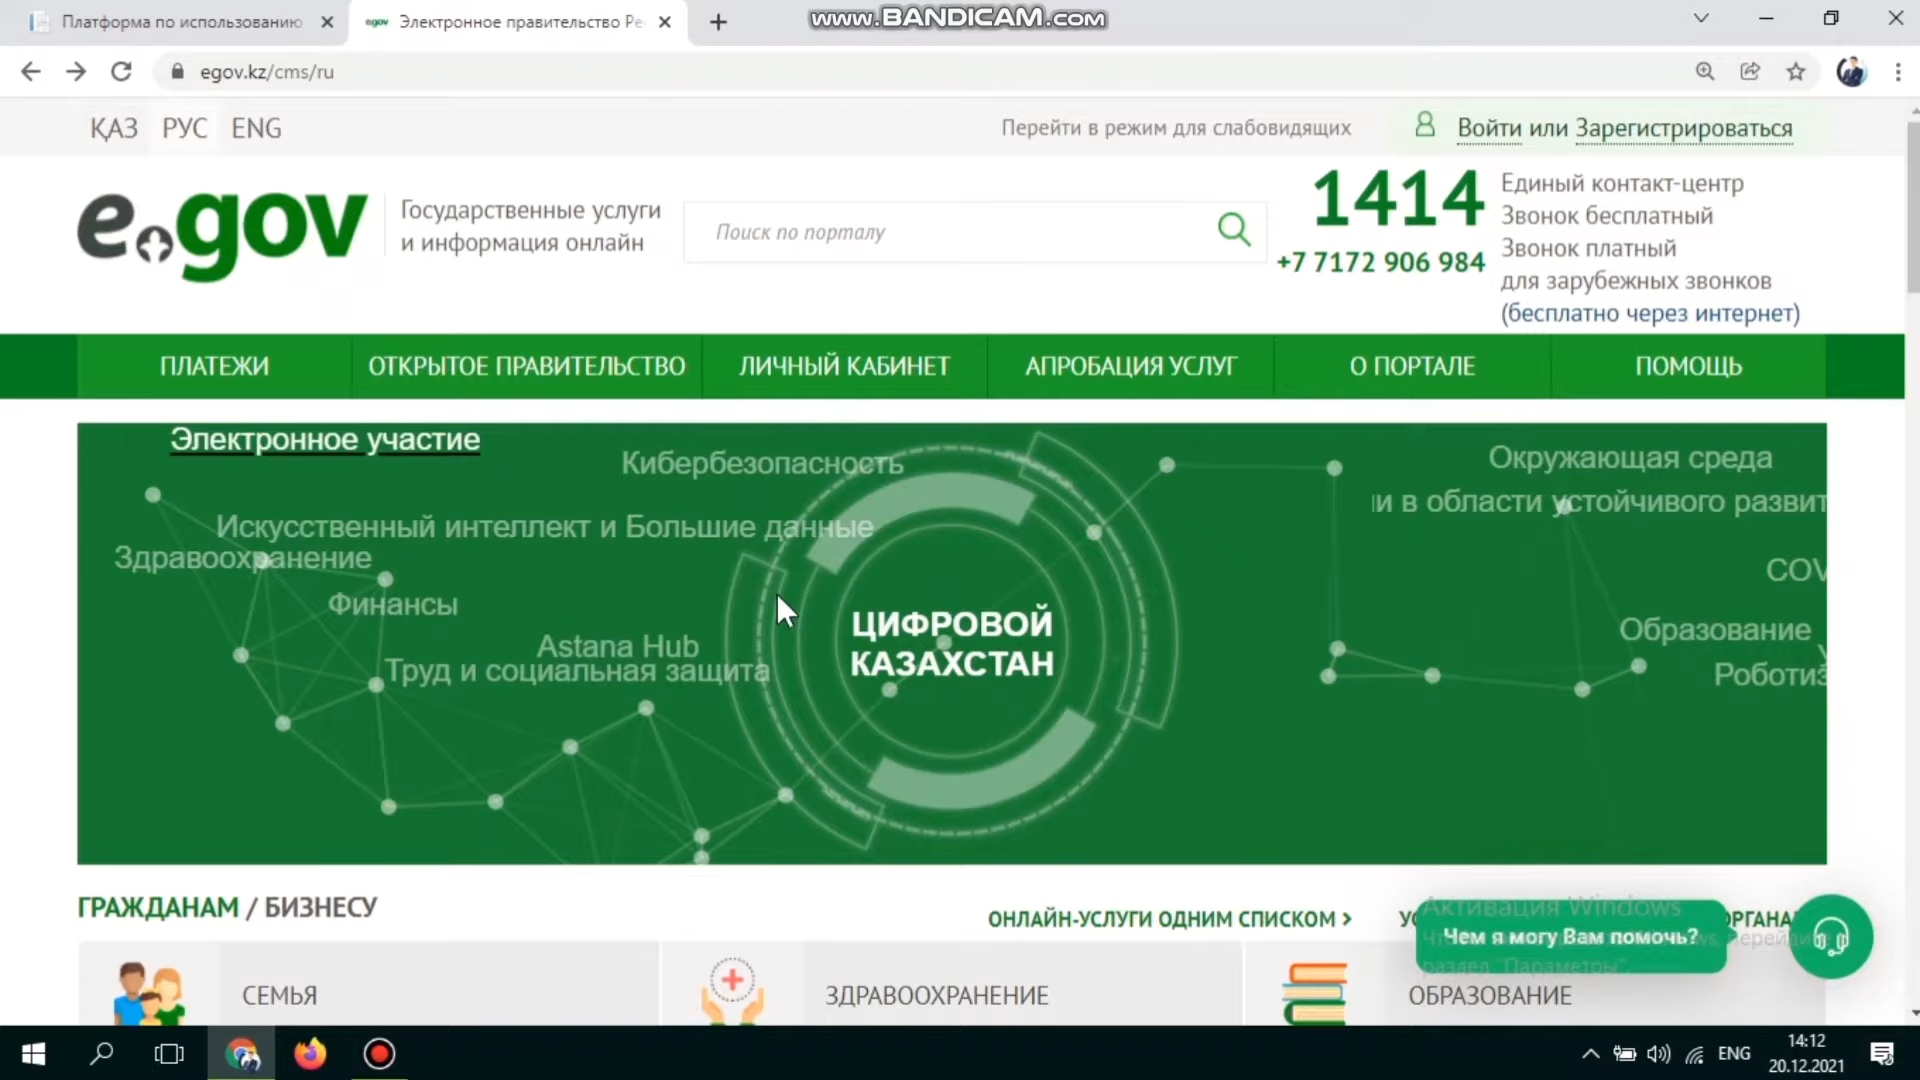 Платформа по использованию
Электронное правительство Ре
www.BANDICAM.com
egov.kz/cms/ru
ҚАЗ РУС ENG
Перейти в режим для слабовидящих
Войти или Зарегистрироваться
egov
Государственные услуги
и информация онлайн
Поиск по порталу
1414
+7 7172 906 984
Единый контакт-центр
Звонок бесплатный
Звонок платный
для зарубежных звонков
(бесплатно через интернет)
ПЛАТЕЖИ ОТКРЫТОЕ ПРАВИТЕЛЬСТВО ЛИЧНЫЙ КАБИНЕТ АПРОБАЦИЯ УСЛУГ О ПОРТАЛЕ ПОМОЩЬ
Электронное участие
Кибербезопасность
Окружающая среда
и в области устойчивого развит
Искусственный интеллект и Большие данные
Здравоохранение
COV
Финансы
Образование
Astana Hub
Труд и социальная защита
Роботиз
ЦИФРОВОЙ
КАЗАХСТАН
ГРАЖДАНАМ / БИЗНЕСУ
ОНЛАЙН-УСЛУГИ ОДНИМ СПИСКОМ
Активация Windows
Чем я могу Вам помочь?
раздел "Параметры".
СЕМЬЯ
ЗДРАВООХРАНЕНИЕ
ОБРАЗОВАНИЕ
ENG
14:12
20.12.2021